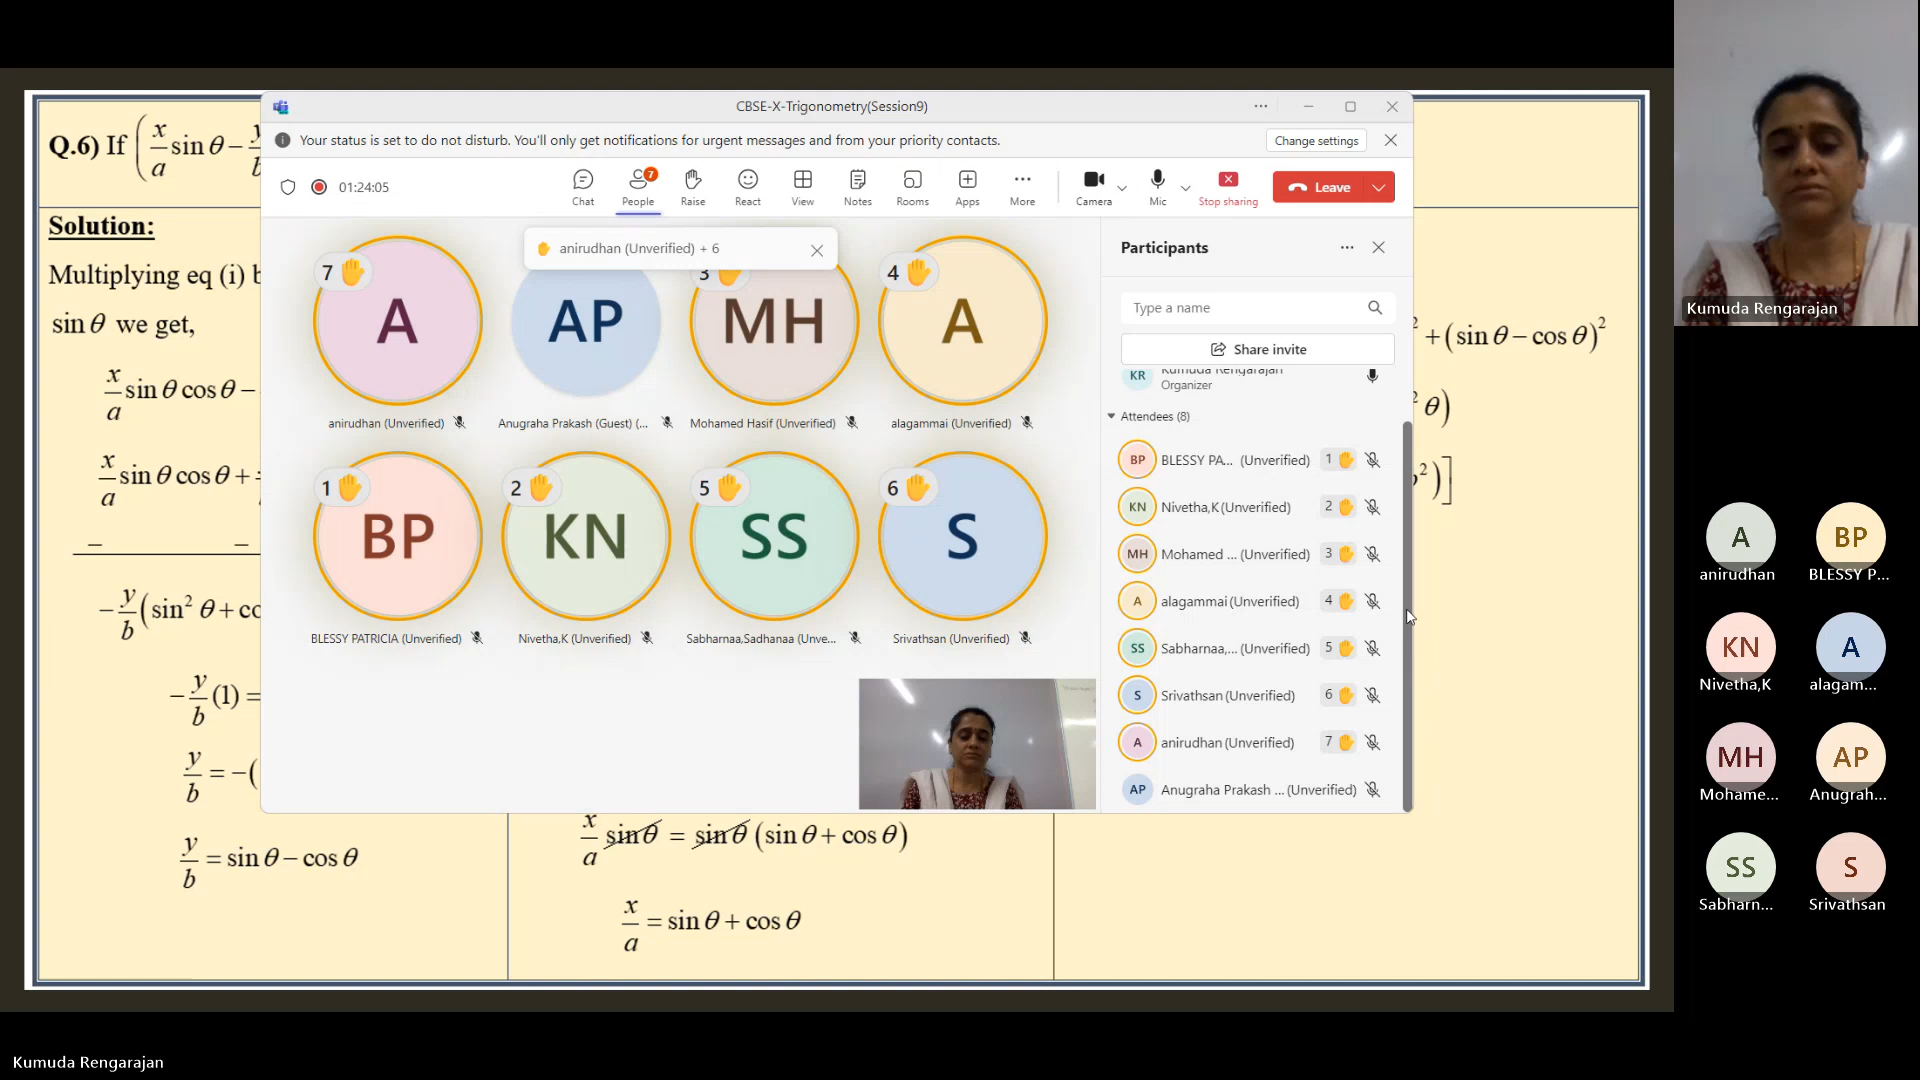 Q.6) If (x/a sin θ − y/b
Solution:
Multiplying eq (i) b
sin θ we get,
x/a sin θ cos θ −
x/a sin θ cos θ +
− −
−y/b (sin² θ + co
−y/b (1) =
y/b = −(
y/b = sin θ − cos θ
x/a sin θ = sin θ (sin θ + cos θ)
x/a = sin θ + cos θ
² + (sin θ − cos θ)²
² θ)
²)]
CBSE-X-Trigonometry(Session9)
Your status is set to do not disturb. You'll only get notifications for urgent messages and from your priority contacts.
Change settings
01:24:05
Chat
7
People
Raise
React
View
Notes
Rooms
Apps
More
Camera
Mic
Stop sharing
Leave
anirudhan (Unverified) + 6
7
A
anirudhan (Unverified)
AP
Anugraha Prakash (Guest) (...
3
MH
Mohamed Hasif (Unverified)
4
A
alagammai (Unverified)
1
BP
BLESSY PATRICIA (Unverified)
2
KN
Nivetha,K (Unverified)
5
SS
Sabharnaa,Sadhanaa (Unve...
6
S
Srivathsan (Unverified)
Participants
Type a name
Share invite
KR Kumuda Rengarajan
Organizer
Attendees (8)
BP BLESSY PA... (Unverified) 1
KN Nivetha,K (Unverified) 2
MH Mohamed ... (Unverified) 3
A alagammai (Unverified) 4
SS Sabharnaa,... (Unverified) 5
S Srivathsan (Unverified) 6
A anirudhan (Unverified) 7
AP Anugraha Prakash ... (Unverified)
Kumuda Rengarajan
A
anirudhan
BP
BLESSY P...
KN
Nivetha,K
A
alagam...
MH
Mohame...
AP
Anugrah...
SS
Sabharn...
S
Srivathsan
Kumuda Rengarajan